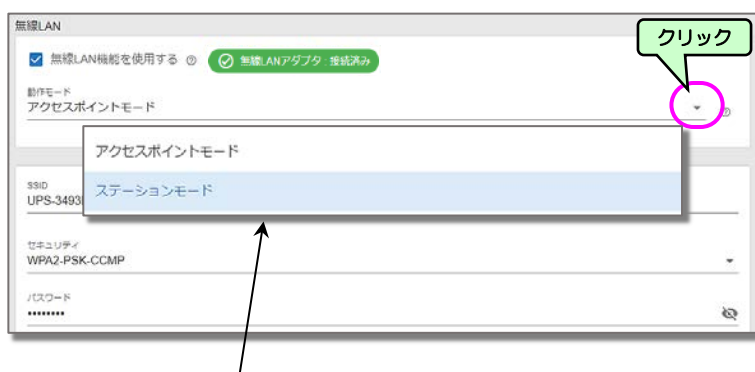 無線LAN
クリック
無線LAN機能を使用する
無線LANアダプタ:接続済み
動作モード
アクセスポイントモード
アクセスポイントモード
ステーションモード
SSID
UPS-3493
セキュリティ
WPA2-PSK-CCMP
パスワード
••••••••